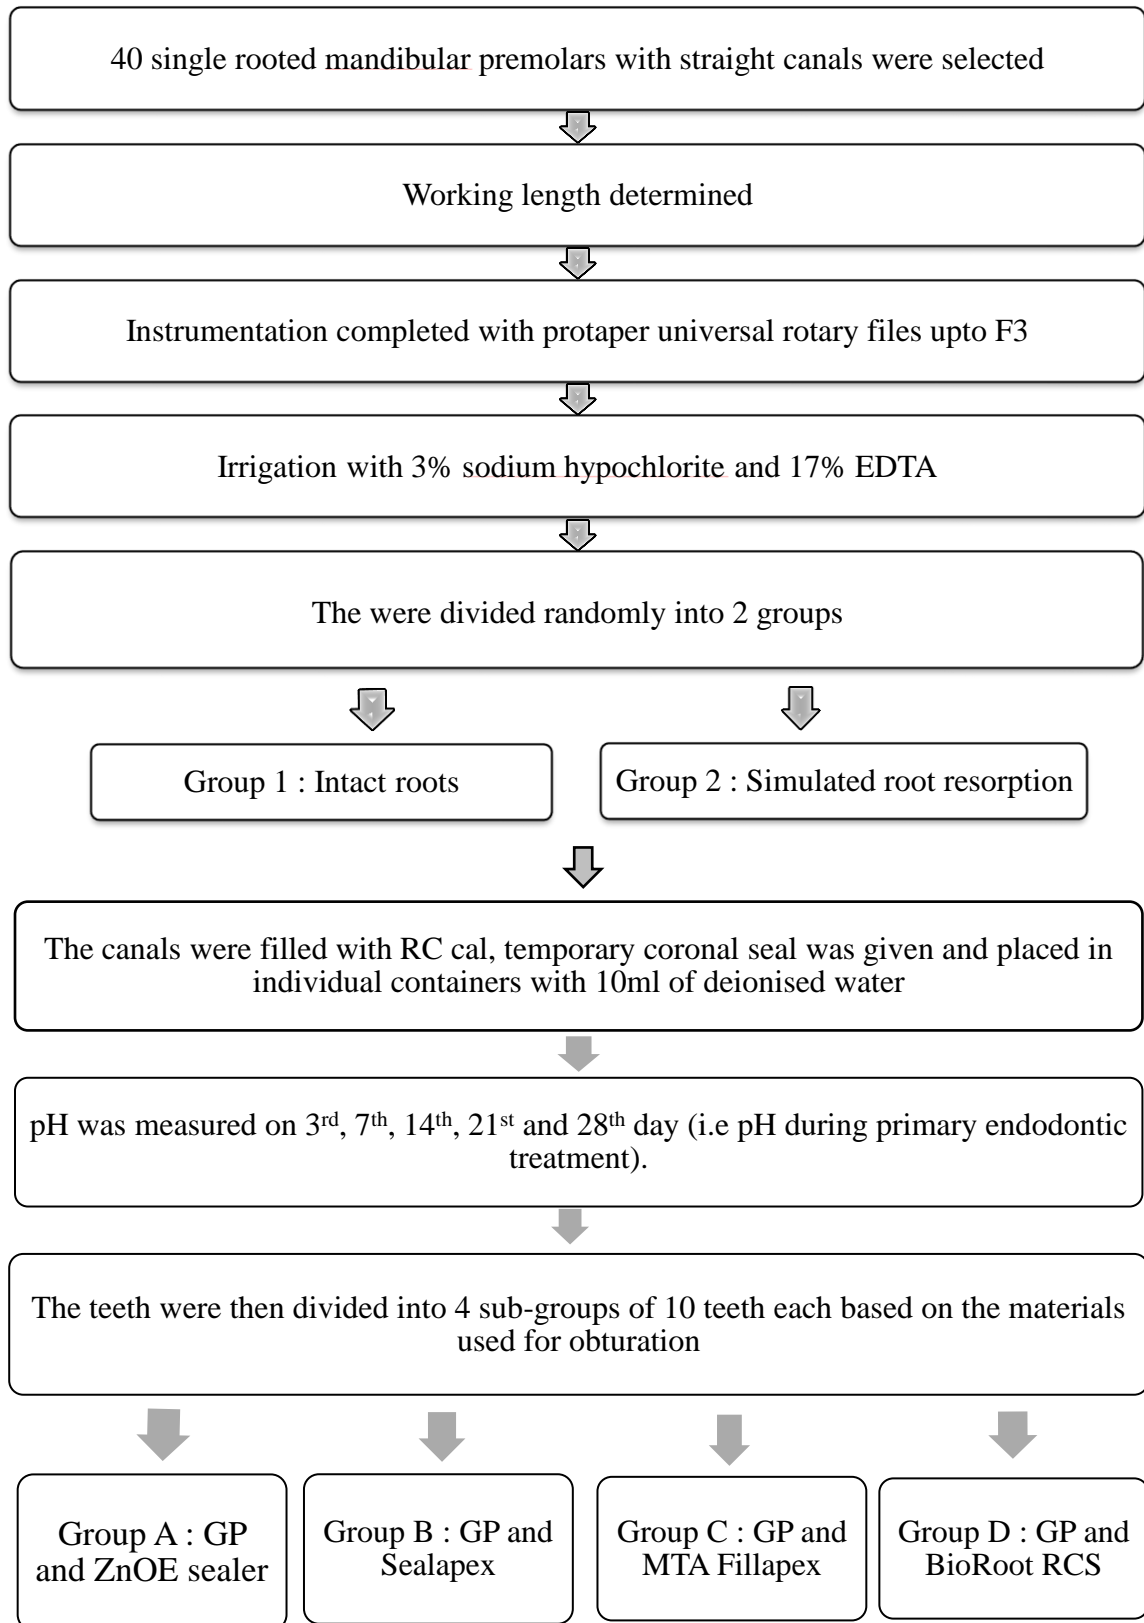 40 single rooted mandibular premolars with straight canals were selected
Working length determined
Instrumentation completed with protaper universal rotary files upto F3
Irrigation with 3% sodium hypochlorite and 17% EDTA
The were divided randomly into 2 groups
Group 1 : Intact roots
Group 2 : Simulated root resorption
The canals were filled with RC cal, temporary coronal seal was given and placed in
individual containers with 10ml of deionised water
pH was measured on 3rd, 7th, 14th, 21st and 28th day (i.e pH during primary endodontic
treatment).
The teeth were then divided into 4 sub-groups of 10 teeth each based on the materials
used for obturation
Group A : GP
and ZnOE sealer
Group B : GP and
Sealapex
Group C : GP and
MTA Fillapex
Group D : GP and
BioRoot RCS